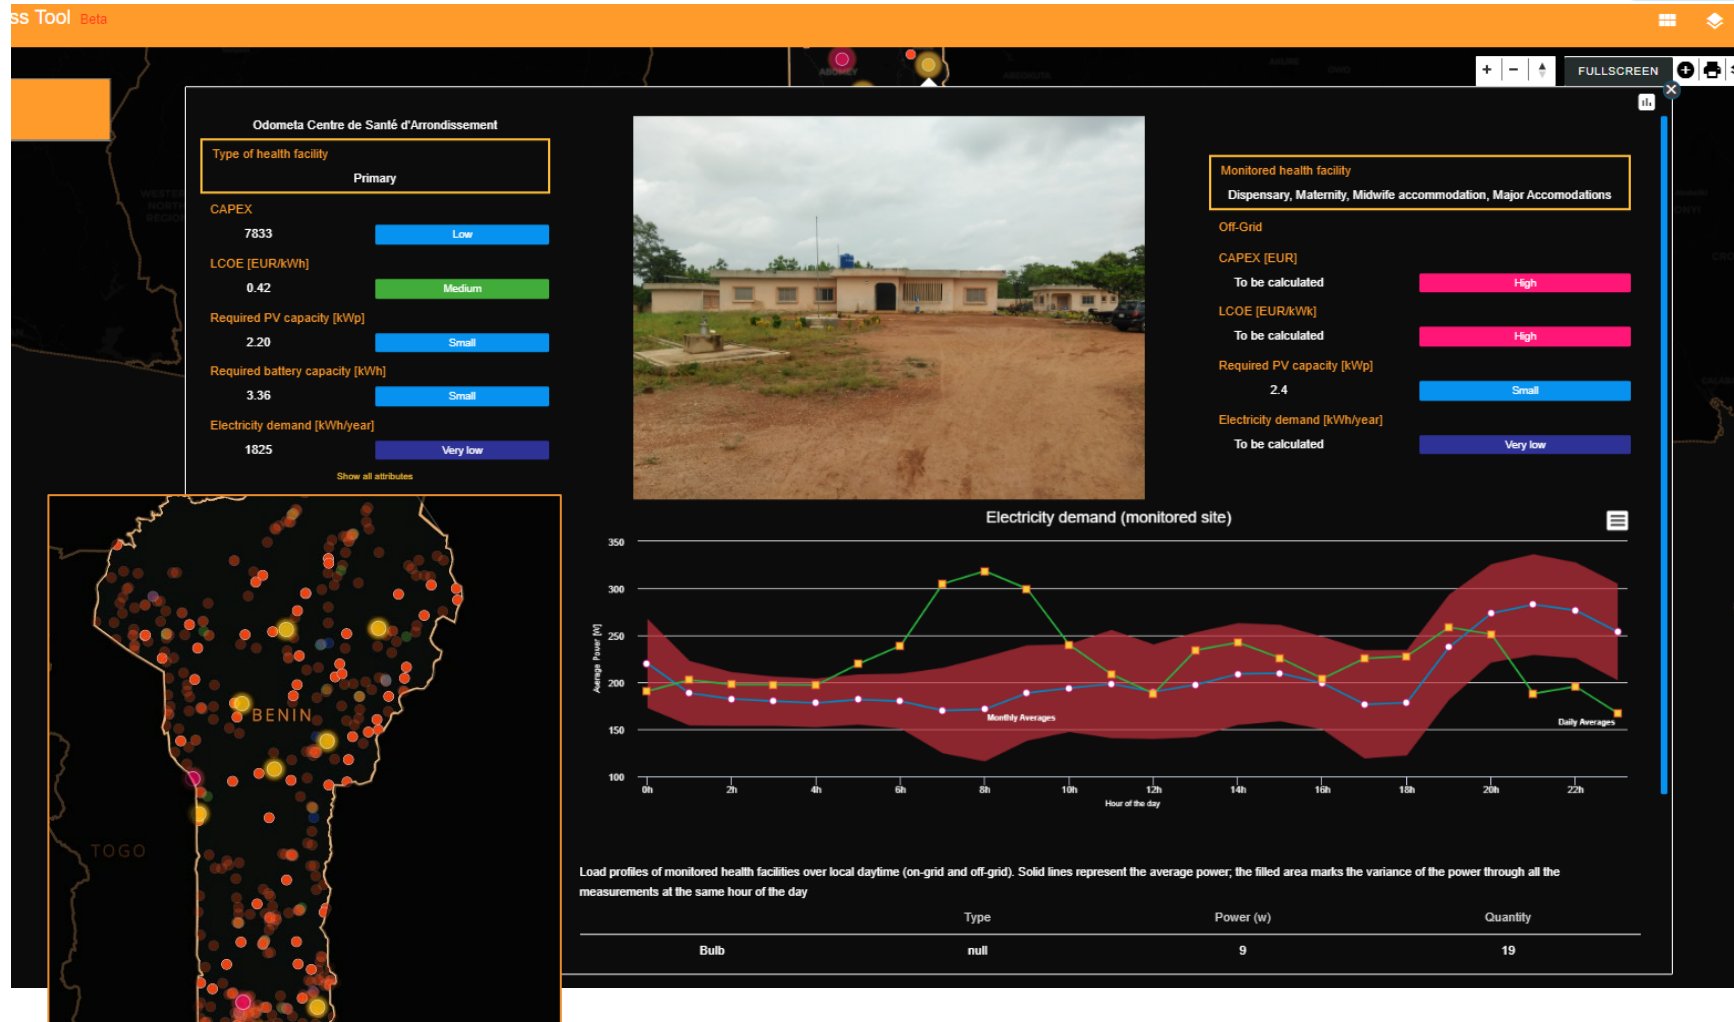 ss Tool Beta
ABOMEY
ABEOKUTA
AKURE
+ −
FULLSCREEN
Odometa Centre de Santé d'Arrondissement
Type of health facility
Primary
CAPEX
7833 Low
LCOE [EUR/kWh]
0.42 Medium
Required PV capacity [kWp]
2.20 Small
Required battery capacity [kWh]
3.36 Small
Electricity demand [kWh/year]
1825 Very low
Show all attributes
Monitored health facility
Dispensary, Maternity, Midwife accommodation, Major Accomodations
Off-Grid
CAPEX [EUR]
To be calculated High
LCOE [EUR/kWk]
To be calculated High
Required PV capacity [kWp]
2.4 Small
Electricity demand [kWh/year]
To be calculated Very low
WESTERN
NORTH
REGION
BENIN
TOGO
Electricity demand (monitored site)
350
300
250
200
150
100
Average Power [W]
Monthly Averages
Daily Averages
0h 2h 4h 6h 8h 10h 12h 14h 16h 18h 20h 22h
Hour of the day
Load profiles of monitored health facilities over local daytime (on-grid and off-grid). Solid lines represent the average power; the filled area marks the variance of the power through all the
measurements at the same hour of the day
Type Power (w) Quantity
Bulb null 9 19